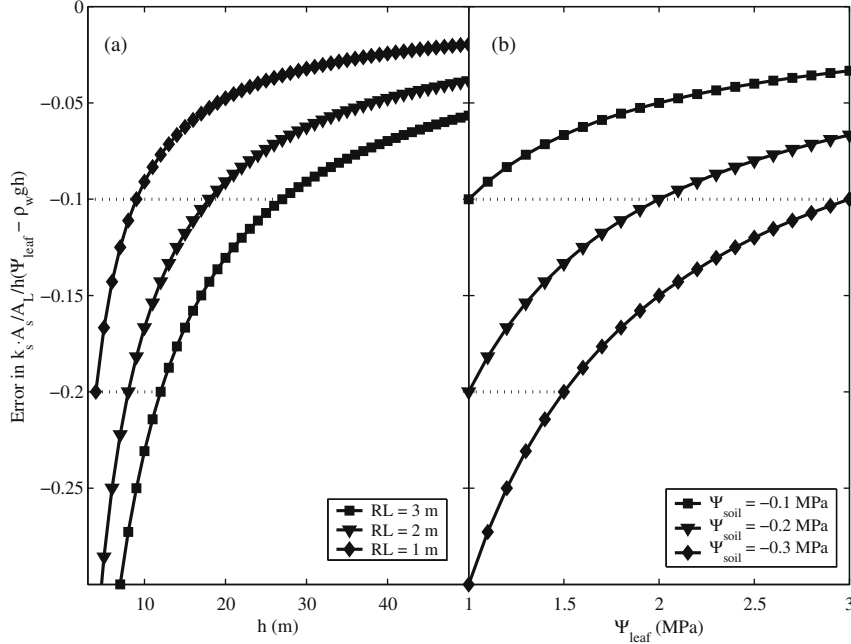 Error in k_s·A_s/A_L/h(Ψ_leaf − ρ_w gh)
0
−0.05
−0.1
−0.15
−0.2
−0.25
(a)
RL = 3 m
RL = 2 m
RL = 1 m
10
20
30
40
h (m)
(b)
Ψ_soil = −0.1 MPa
Ψ_soil = −0.2 MPa
Ψ_soil = −0.3 MPa
1
1.5
2
2.5
3
Ψ_leaf (MPa)